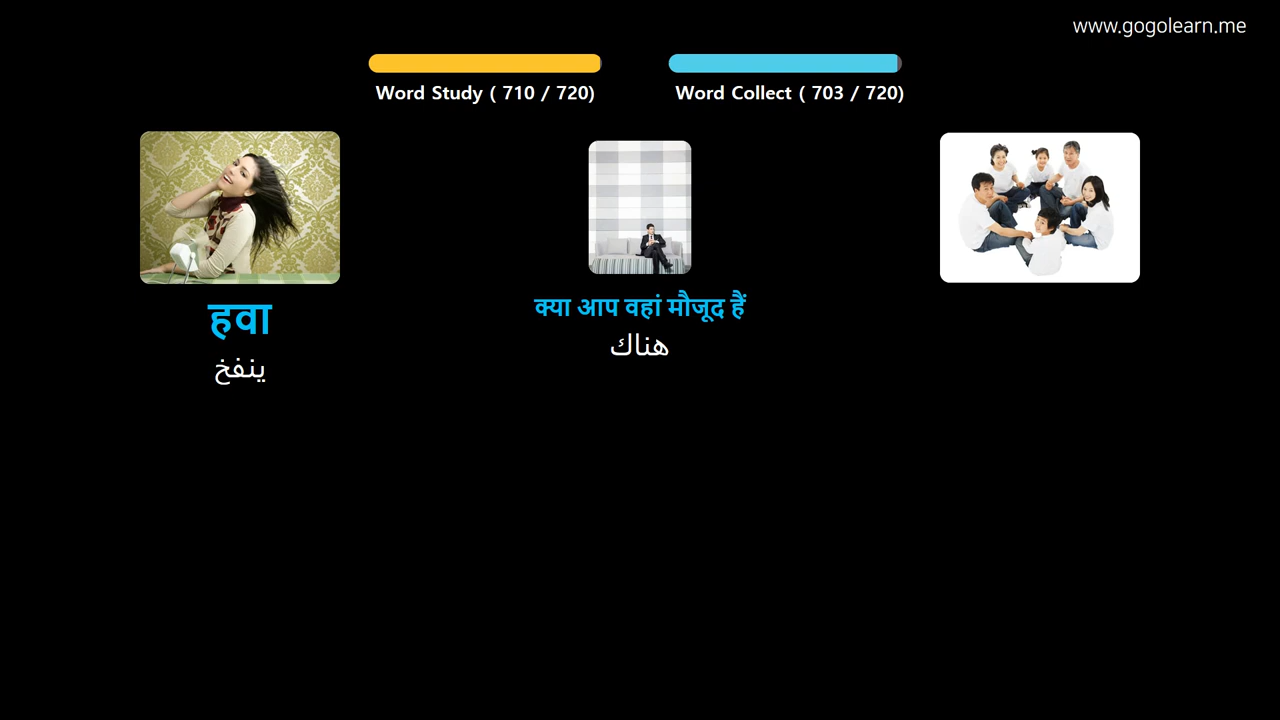 www.gogolearn.me
Word Study ( 710 / 720)
Word Collect ( 703 / 720)
हवा
ينفخ
क्या आप वहां मौजूद हैं
هناك